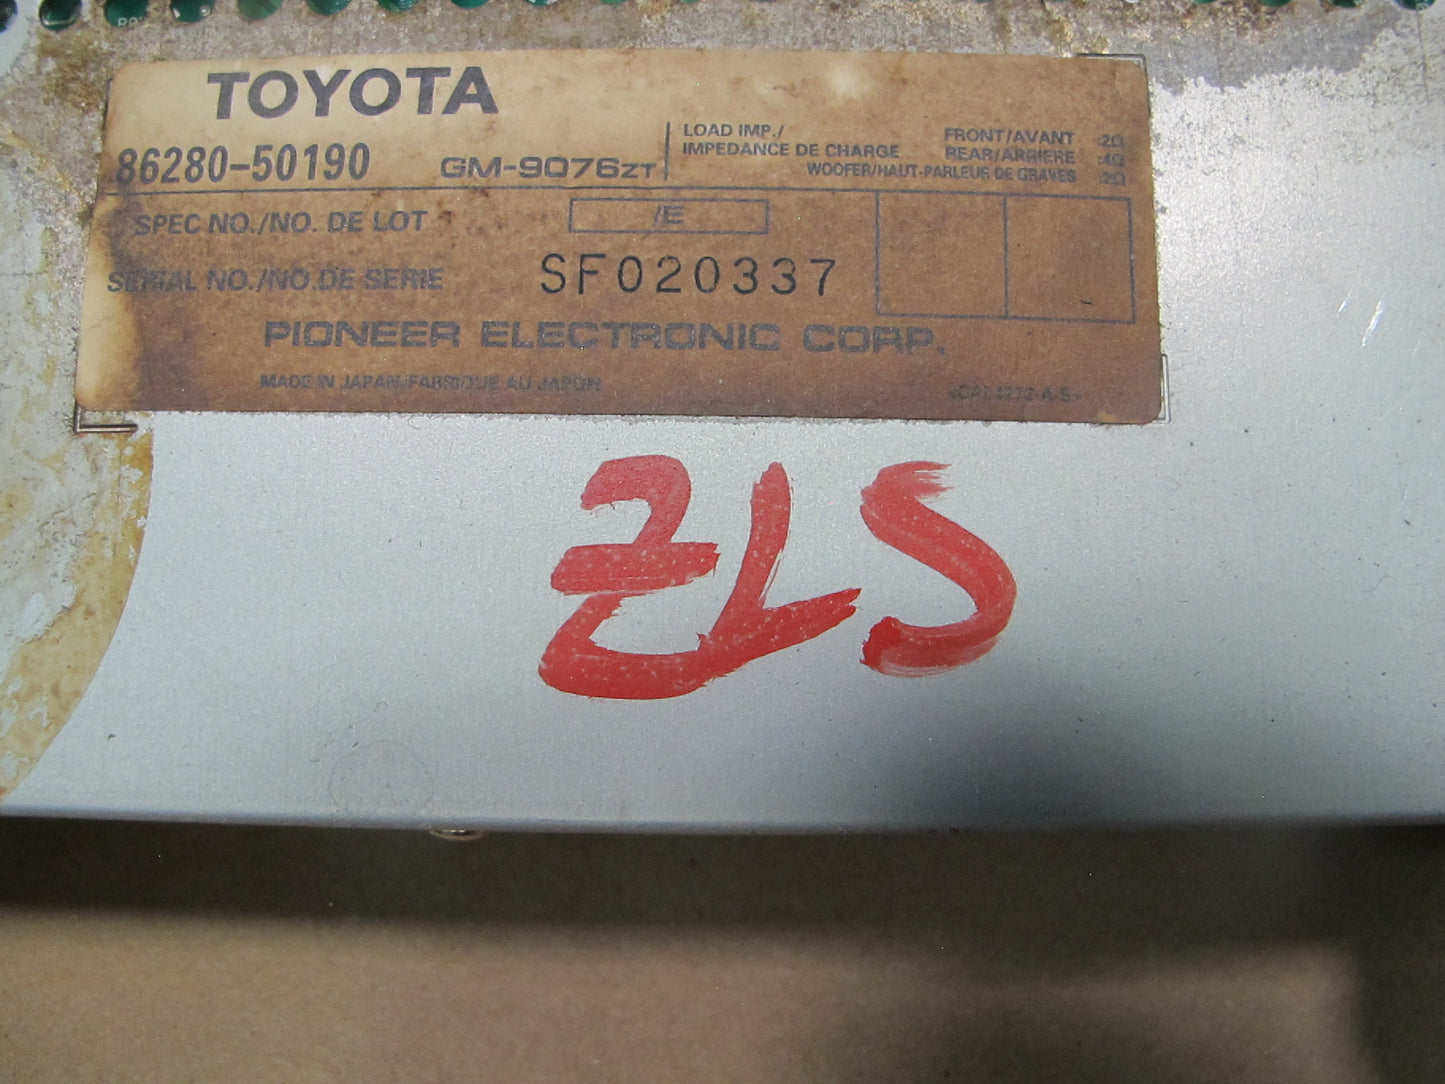 TOYOTA
86280-50190 GM-9076ZT
LOAD IMP./
IMPEDANCE DE CHARGE
FRONT/AVANT :2Ω
REAR/ARRIERE :4Ω
WOOFER/HAUT-PARLEUR DE GRAVES :2Ω
SPEC NO./NO. DE LOT /E
SERIAL NO./NO.DE SERIE SF020337
PIONEER ELECTRONIC CORP.
MADE IN JAPAN/FABRIQUE AU JAPON
ZLS